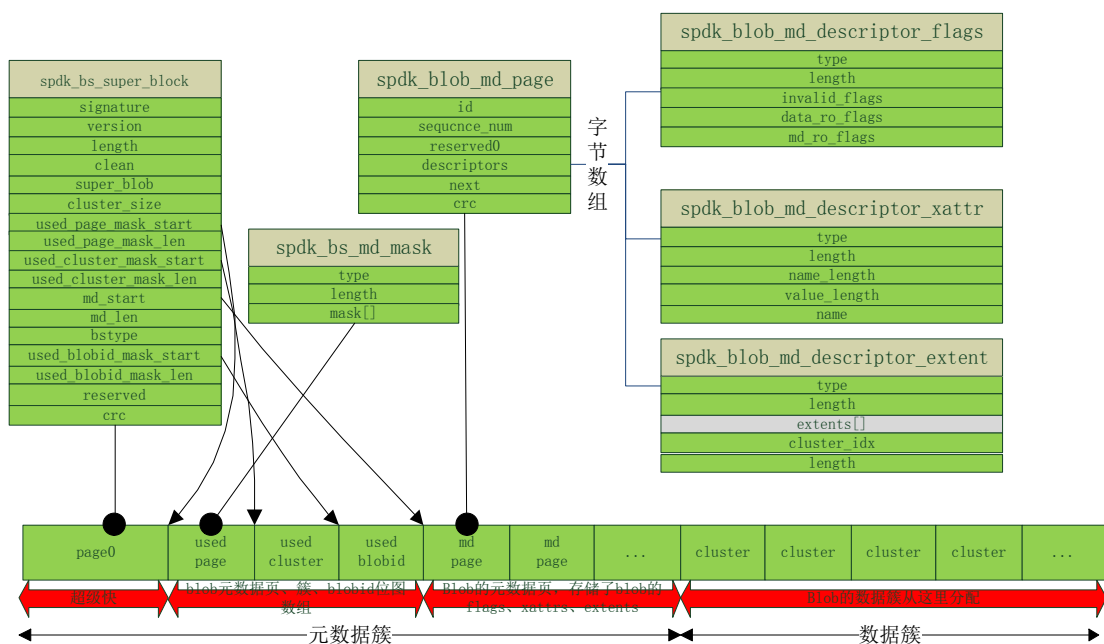 spdk_bs_super_block
signature
version
length
clean
super_blob
cluster_size
used_page_mask_start
used_page_mask_len
used_cluster_mask_start
used_cluster_mask_len
md_start
md_len
bstype
used_blobid_mask_start
used_blobid_mask_len
reserved
crc
spdk_bs_md_mask
type
length
mask[]
spdk_blob_md_page
id
sequcnce_num
reserved0
descriptors
next
crc
字节数组
spdk_blob_md_descriptor_flags
type
length
invalid_flags
data_ro_flags
md_ro_flags
spdk_blob_md_descriptor_xattr
type
length
name_length
value_length
name
spdk_blob_md_descriptor_extent
type
length
extents[]
cluster_idx
length
page0
used
page
used
cluster
used
blobid
md
page
md
page
...
cluster
cluster
cluster
cluster
...
超级快
blob元数据页、簇、blobid位图
数组
Blob的元数据页，存储了blob的
flags、xattrs、extents
Blob的数据簇从这里分配
元数据簇
数据簇